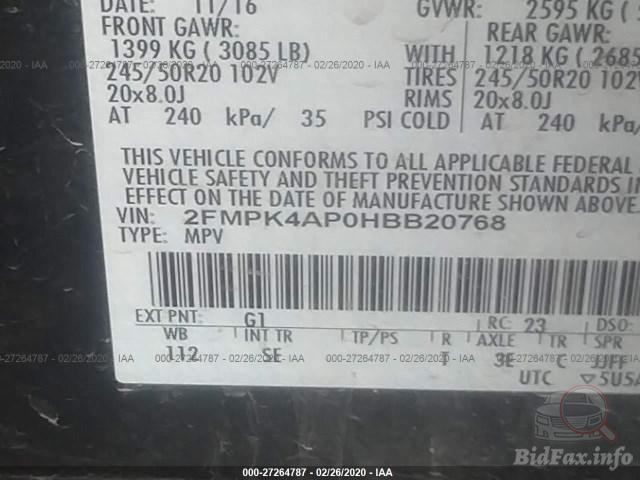 DATE: 11/16 GVWR: 2595 KG (
FRONT GAWR: REAR GAWR:
1399 KG ( 3085 LB) WITH 1218 KG ( 2685
245/50R20 102V TIRES 245/50R20 102
20x8.0J RIMS 20x8.0J
AT 240 kPa/ 35 PSI COLD AT 240 kPa/
THIS VEHICLE CONFORMS TO ALL APPLICABLE FEDERAL
VEHICLE SAFETY AND THEFT PREVENTION STANDARDS IN
EFFECT ON THE DATE OF MANUFACTURE SHOWN ABOVE.
VIN: 2FMPK4AP0HBB20768
TYPE: MPV
EXT PNT: G1 RC: 23 DSO:
WB INT TR TP/PS R AXLE TR SPR
112 SE T 3E C JJFF
UTC ▽5U5A
000-27264787 - 02/26/2020 - IAA
BidFax.info